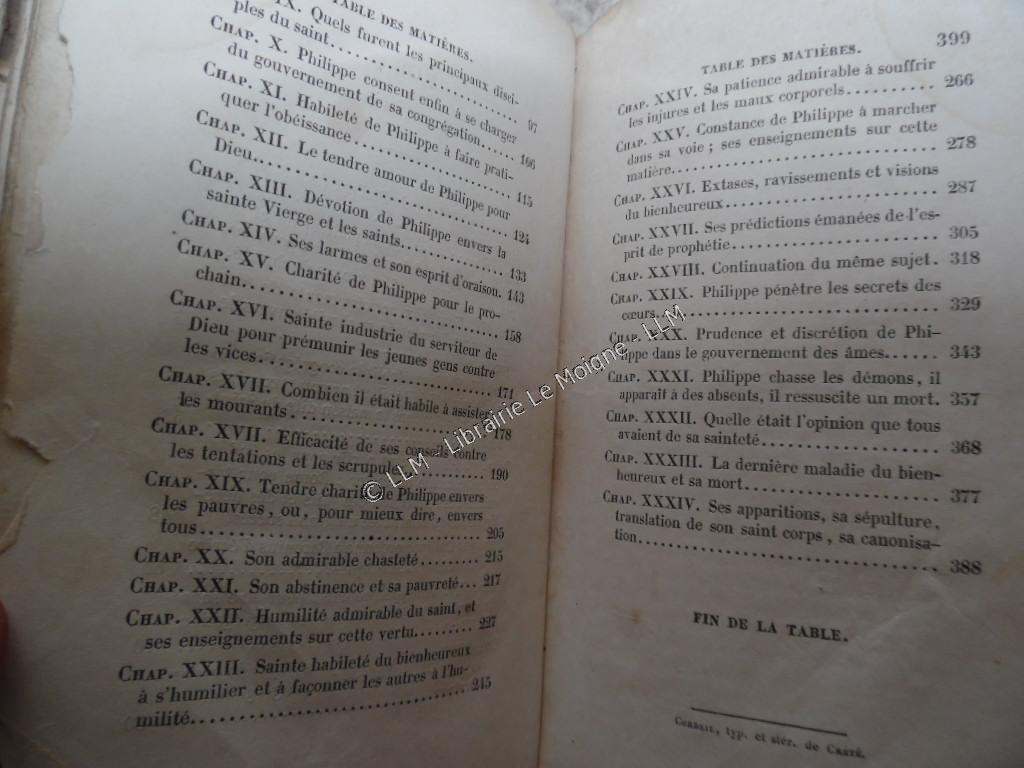 TABLE DES MATIÈRES.
IX. Quels furent les principaux disci-
ples du saint........ 97
CHAP. X. Philippe consent enfin à se charger
du gouvernement de sa congrégation...... 106
CHAP. XI. Habileté de Philippe à faire prati-
quer l'obéissance........ 115
CHAP. XII. Le tendre amour de Philippe pour
Dieu........ 124
CHAP. XIII. Dévotion de Philippe envers la
sainte Vierge et les saints........ 133
CHAP. XIV. Ses larmes et son esprit d'oraison. 143
CHAP. XV. Charité de Philippe pour le pro-
chain........ 158
CHAP. XVI. Sainte industrie du serviteur de
Dieu pour prémunir les jeunes gens contre
les vices........ 171
CHAP. XVII. Combien il était habile à assister
les mourants........ 178
CHAP. XVII. Efficacité de ses conseils contre
les tentations et les scrupules........ 190
CHAP. XIX. Tendre charité de Philippe envers
les pauvres, ou, pour mieux dire, envers
tous........ 205
CHAP. XX. Son admirable chasteté........ 215
CHAP. XXI. Son abstinence et sa pauvreté... 217
CHAP. XXII. Humilité admirable du saint, et
ses enseignements sur cette vertu........ 227
CHAP. XXIII. Sainte habileté du bienheureux
à s'humilier et à façonner les autres à l'hu-
milité........ 245
TABLE DES MATIÈRES. 399
CHAP. XXIV. Sa patience admirable à souffrir
les injures et les maux corporels........ 266
CHAP. XXV. Constance de Philippe à marcher
dans sa voie ; ses enseignements sur cette
matière........ 278
CHAP. XXVI. Extases, ravissements et visions
du bienheureux........ 287
CHAP. XXVII. Ses prédictions émanées de l'es-
prit de prophétie........ 305
CHAP. XXVIII. Continuation du même sujet. 318
CHAP. XXIX. Philippe pénètre les secrets des
cœurs........ 329
CHAP. XXX. Prudence et discrétion de Phi-
lippe dans le gouvernement des âmes...... 343
CHAP. XXXI. Philippe chasse les démons, il
apparaît à des absents, il ressuscite un mort. 357
CHAP. XXXII. Quelle était l'opinion que tous
avaient de sa sainteté........ 368
CHAP. XXXIII. La dernière maladie du bien-
heureux et sa mort........ 377
CHAP. XXXIV. Ses apparitions, sa sépulture,
translation de son saint corps, sa canonisa-
tion........ 388
FIN DE LA TABLE.
CORBEIL, typ. et stér. de CRÉTÉ.
© LLM Librairie Le Moigne LLM